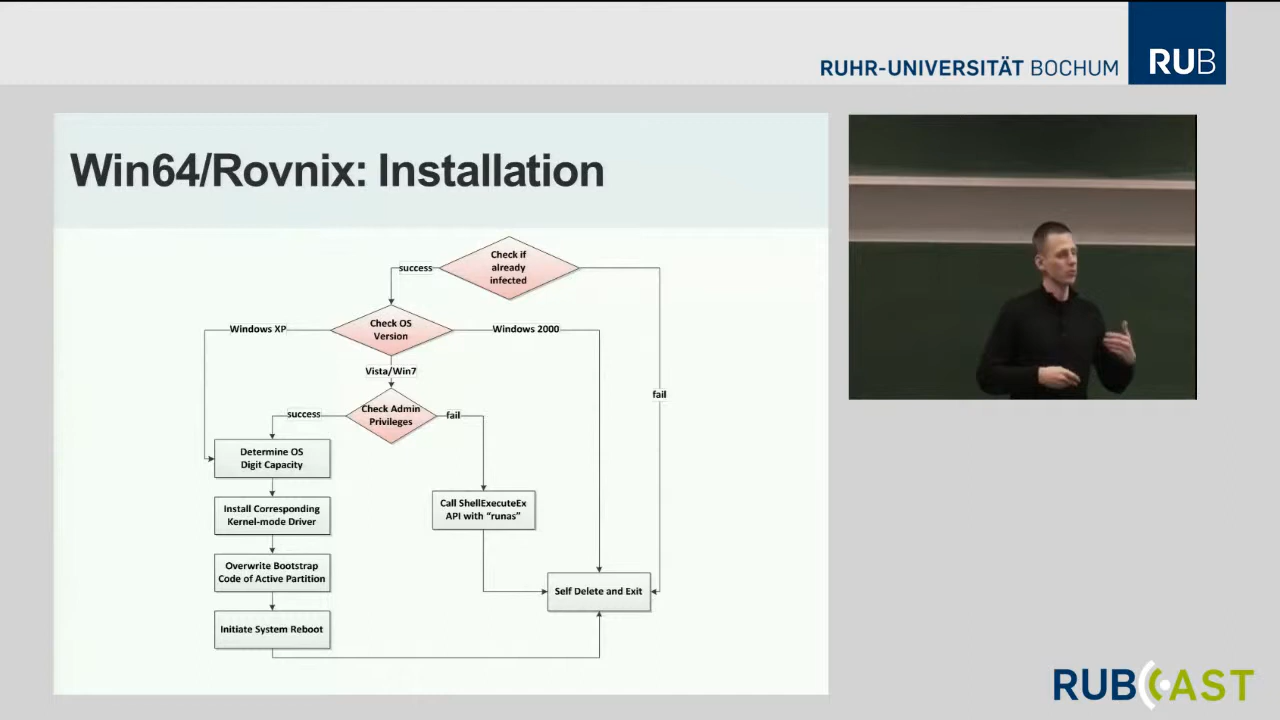 RUHR-UNIVERSITÄT BOCHUM
RUB
Win64/Rovnix: Installation
Check if
already
infected
success
Check OS
Version
Windows XP
Windows 2000
Vista/Win7
fail
Check Admin
Privileges
success
fail
Determine OS
Digit Capacity
Call ShellExecuteEx
API with “runas”
Install Corresponding
Kernel-mode Driver
Overwrite Bootstrap
Code of Active Partition
Self Delete and Exit
Initiate System Reboot
RUBCAST